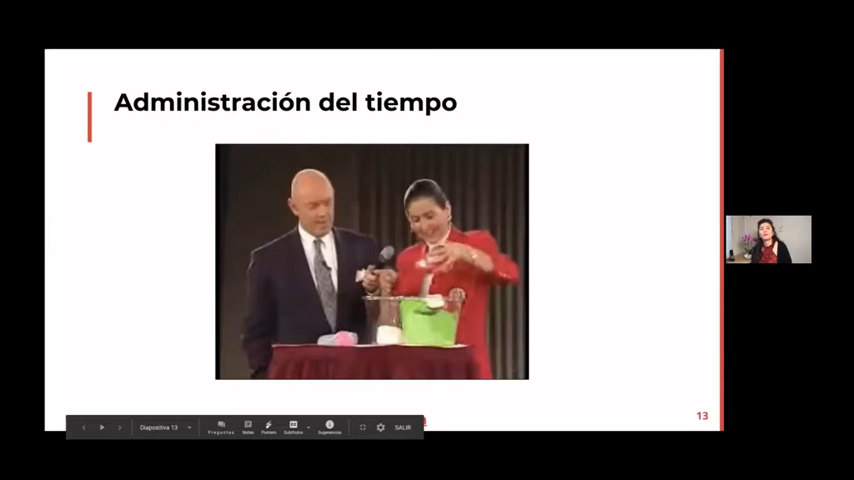 Administración del tiempo
13
Diapositiva 13
Preguntas
Notas
Puntero
Subtítulos
Sugerencias
SALIR